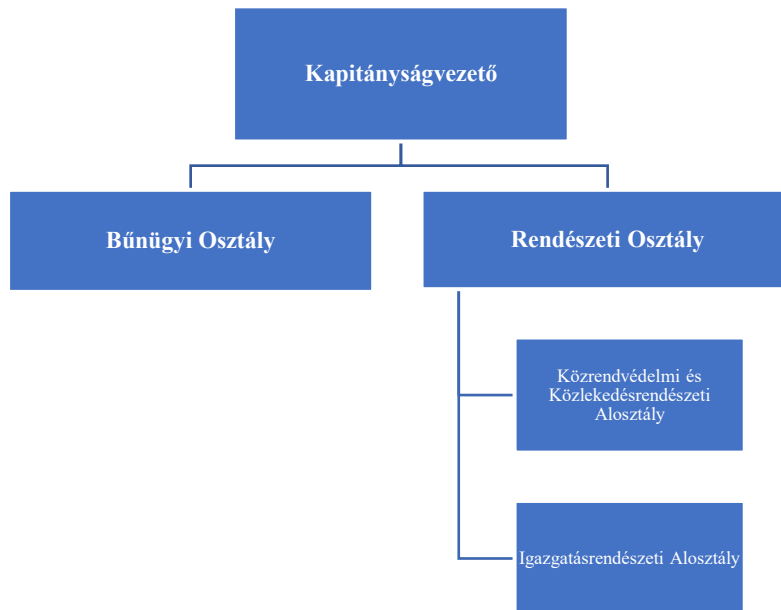 Kapitányságvezető
Bűnügyi Osztály
Rendészeti Osztály
Közrendvédelmi és
Közlekedésrendészeti
Alosztály
Igazgatásrendészeti Alosztály